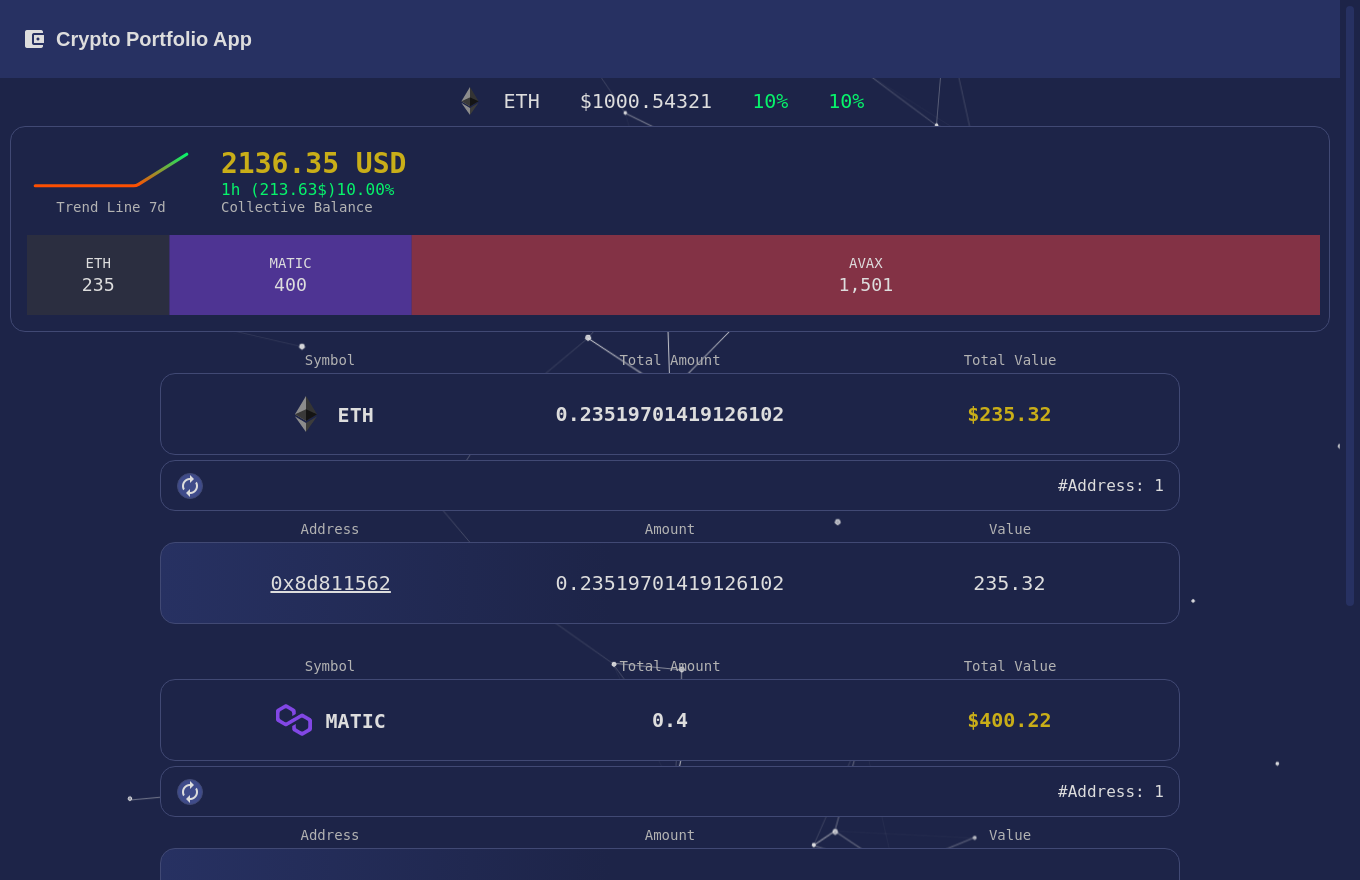 Crypto Portfolio App
ETH $1000.54321 10% 10%
2136.35 USD
1h (213.63$)10.00%
Trend Line 7d Collective Balance
ETH MATIC AVAX
235 400 1,501
Symbol Total Amount Total Value
ETH 0.23519701419126102 $235.32
#Address: 1
Address Amount Value
0x8d811562 0.23519701419126102 235.32
Symbol Total Amount Total Value
MATIC 0.4 $400.22
#Address: 1
Address Amount Value